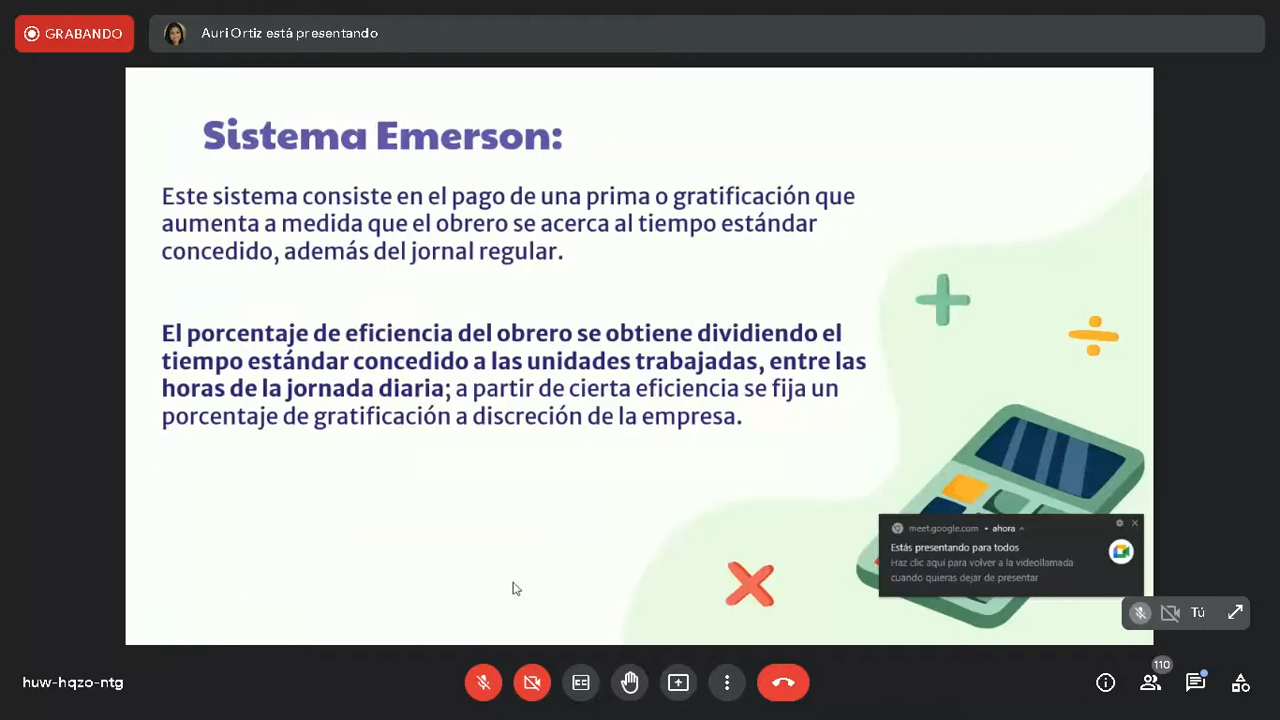 GRABANDO
Auri Ortiz está presentando
Sistema Emerson:
Este sistema consiste en el pago de una prima o gratificación que
aumenta a medida que el obrero se acerca al tiempo estándar
concedido, además del jornal regular.
El porcentaje de eficiencia del obrero se obtiene dividiendo el
tiempo estándar concedido a las unidades trabajadas, entre las
horas de la jornada diaria; a partir de cierta eficiencia se fija un
porcentaje de gratificación a discreción de la empresa.
meet.google.com • ahora
Estás presentando para todos
Haz clic aquí para volver a la videollamada
cuando quieras dejar de presentar
Tú
huw-hqzo-ntg
110